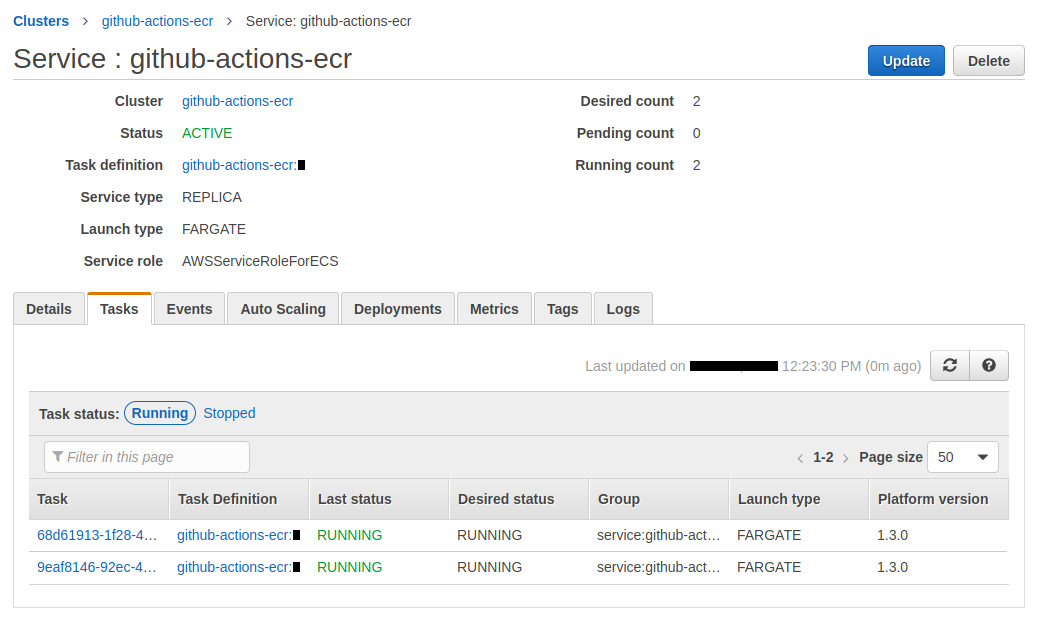 Clusters > github-actions-ecr > Service: github-actions-ecr
Service : github-actions-ecr Update Delete
Cluster github-actions-ecr Desired count 2
Status ACTIVE Pending count 0
Task definition github-actions-ecr: Running count 2
Service type REPLICA
Launch type FARGATE
Service role AWSServiceRoleForECS
Details Tasks Events Auto Scaling Deployments Metrics Tags Logs
Last updated on 12:23:30 PM (0m ago)
Task status: Running Stopped
Filter in this page < 1-2 > Page size 50
Task Task Definition Last status Desired status Group Launch type Platform version
68d61913-1f28-4… github-actions-ecr: RUNNING RUNNING service:github-act… FARGATE 1.3.0
9eaf8146-92ec-4… github-actions-ecr: RUNNING RUNNING service:github-act… FARGATE 1.3.0